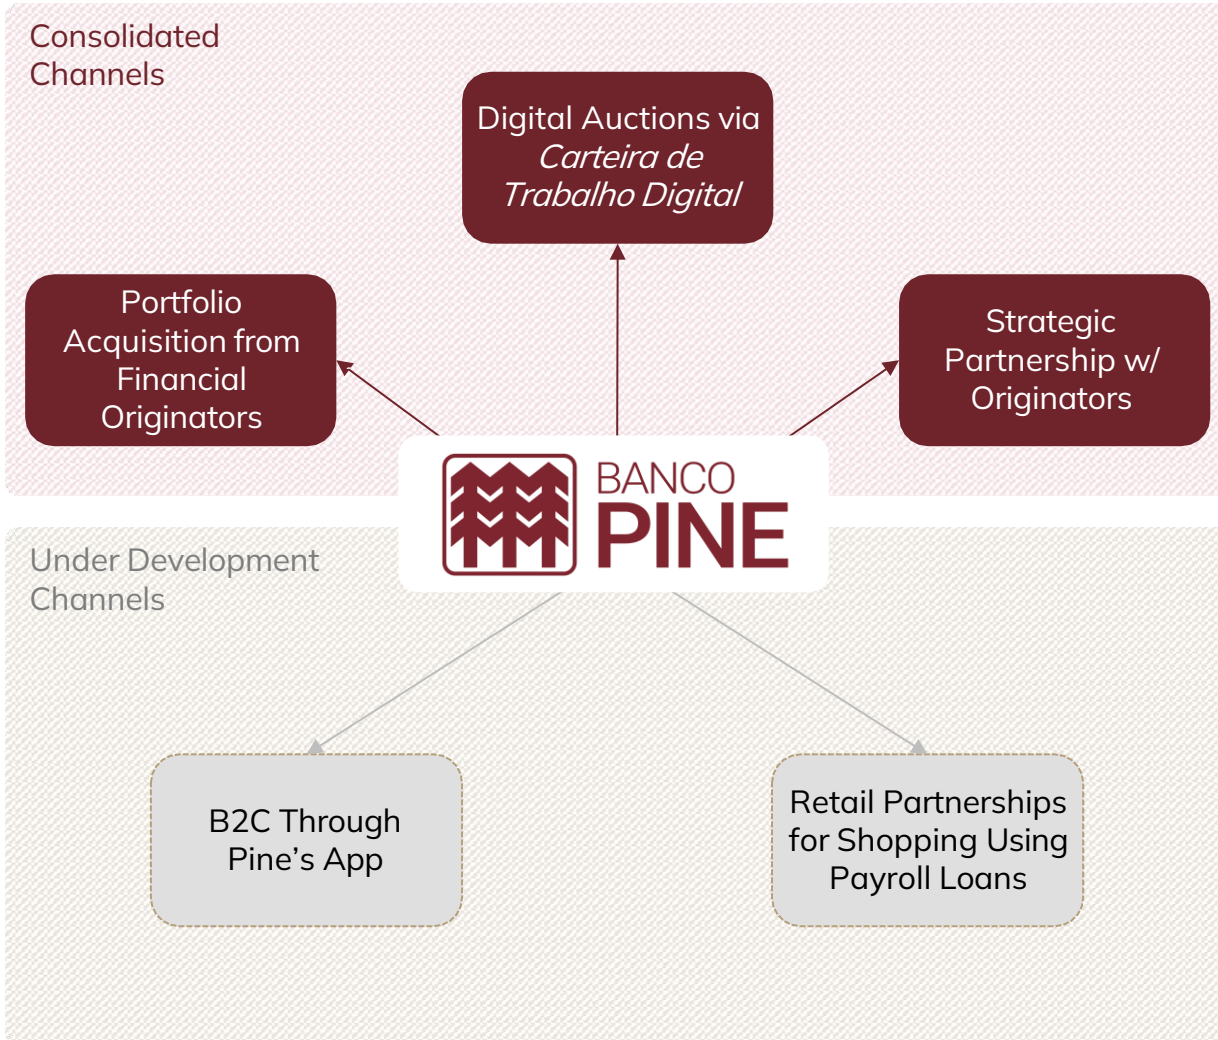 Consolidated
Channels
Digital Auctions via
Carteira de
Trabalho Digital
Portfolio
Acquisition from
Financial
Originators
Strategic
Partnership w/
Originators
BANCO
PINE
Under Development
Channels
B2C Through
Pine’s App
Retail Partnerships
for Shopping Using
Payroll Loans